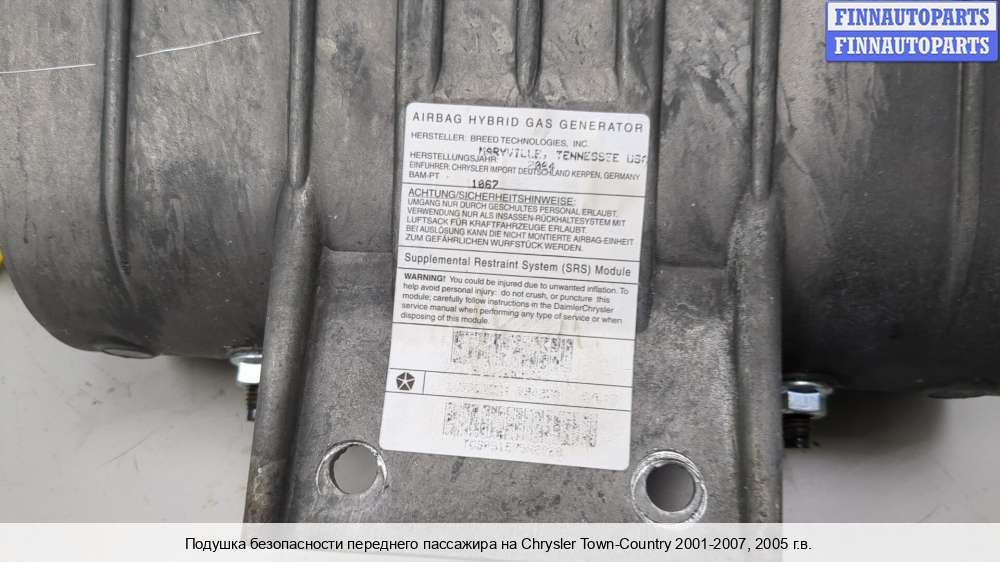 FINNAUTOPARTS
FINNAUTOPARTS
AIRBAG HYBRID GAS GENERATOR
HERSTELLER: BREED TECHNOLOGIES, INC.
MARYVILLE, TENNESSEE USA
HERSTELLUNGSJAHR: 2004
EINFUHRER: CHRYSLER IMPORT DEUTSCHLAND KERPEN, GERMANY
BAM-PT 1067
ACHTUNG/SICHERHEITSHINWEISE:
UMGANG NUR DURCH GESCHULTES PERSONAL ERLAUBT.
VERWENDUNG NUR ALS INSASSEN-RÜCKHALTESYSTEM MIT
LUFTSACK FÜR KRAFTFAHRZEUGE ERLAUBT.
BEI AUSLÖSUNG KANN DIE NICHT MONTIERTE AIRBAG-EINHEIT
ZUM GEFÄHRLICHEN WURFSTÜCK WERDEN.
Supplemental Restraint System (SRS) Module
WARNING! You could be injured due to unwanted inflation. To
help avoid personal injury: do not crush, or puncture this
module; carefully follow instructions in the DaimlerChrysler
service manual when performing any type of service or when
disposing of this module.
Подушка безопасности переднего пассажира на Chrysler Town-Country 2001-2007, 2005 г.в.